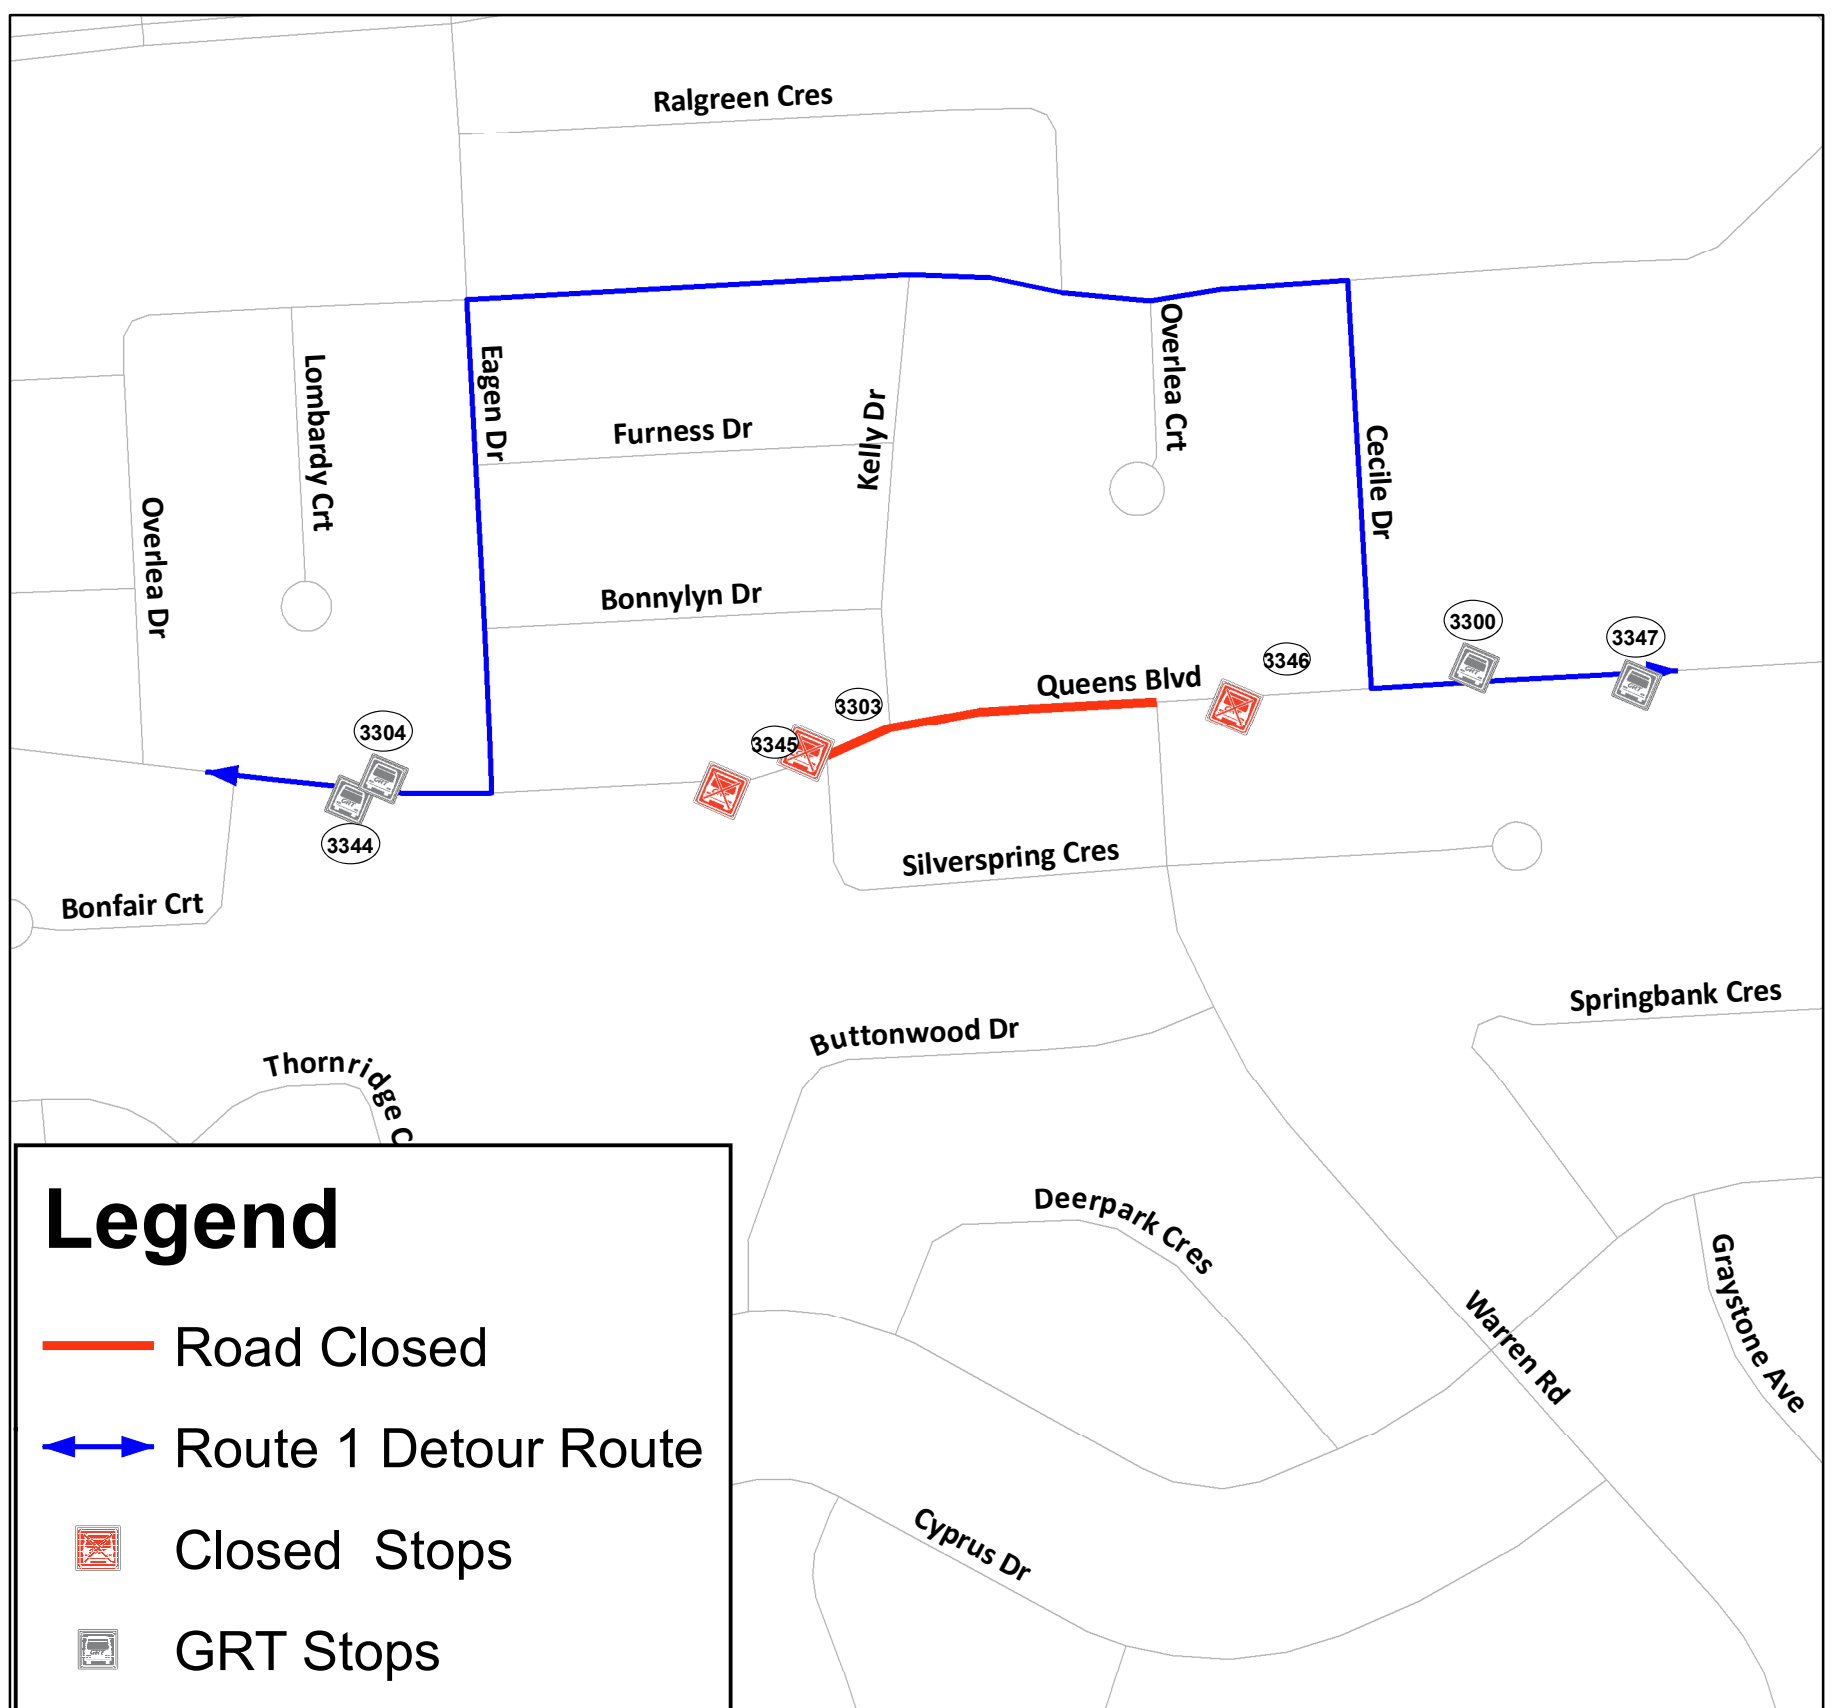 Ralgreen Cres
Overlea Crt
Eagen Dr
Lombardy Crt
Kelly Dr
Furness Dr
Cecile Dr
Overlea Dr
Bonnylyn Dr
3300
3347
3346
Queens Blvd
3303
3304
3345
3344
Silverspring Cres
Bonfair Crt
Springbank Cres
Buttonwood Dr
Thornridge C
Deerpark Cres
Graystone Ave
Warren Rd
Cyprus Dr
Legend
Road Closed
Route 1 Detour Route
Closed Stops
GRT Stops